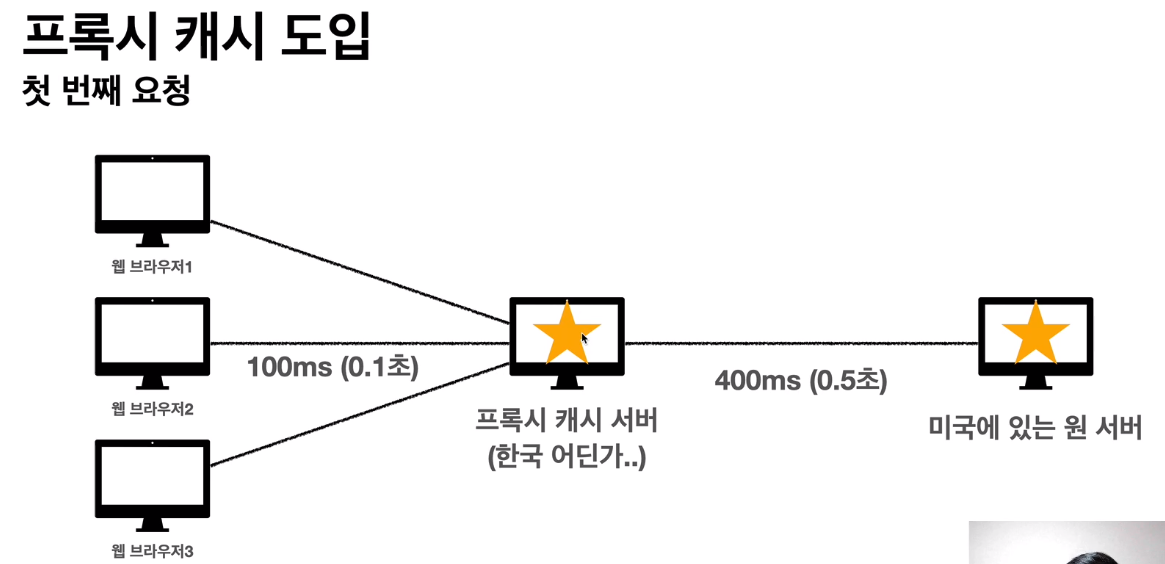 프록시 캐시 도입
첫 번째 요청
웹 브라우저1
웹 브라우저2
100ms (0.1초)
400ms (0.5초)
프록시 캐시 서버
(한국 어딘가..)
미국에 있는 원 서버
웹 브라우저3